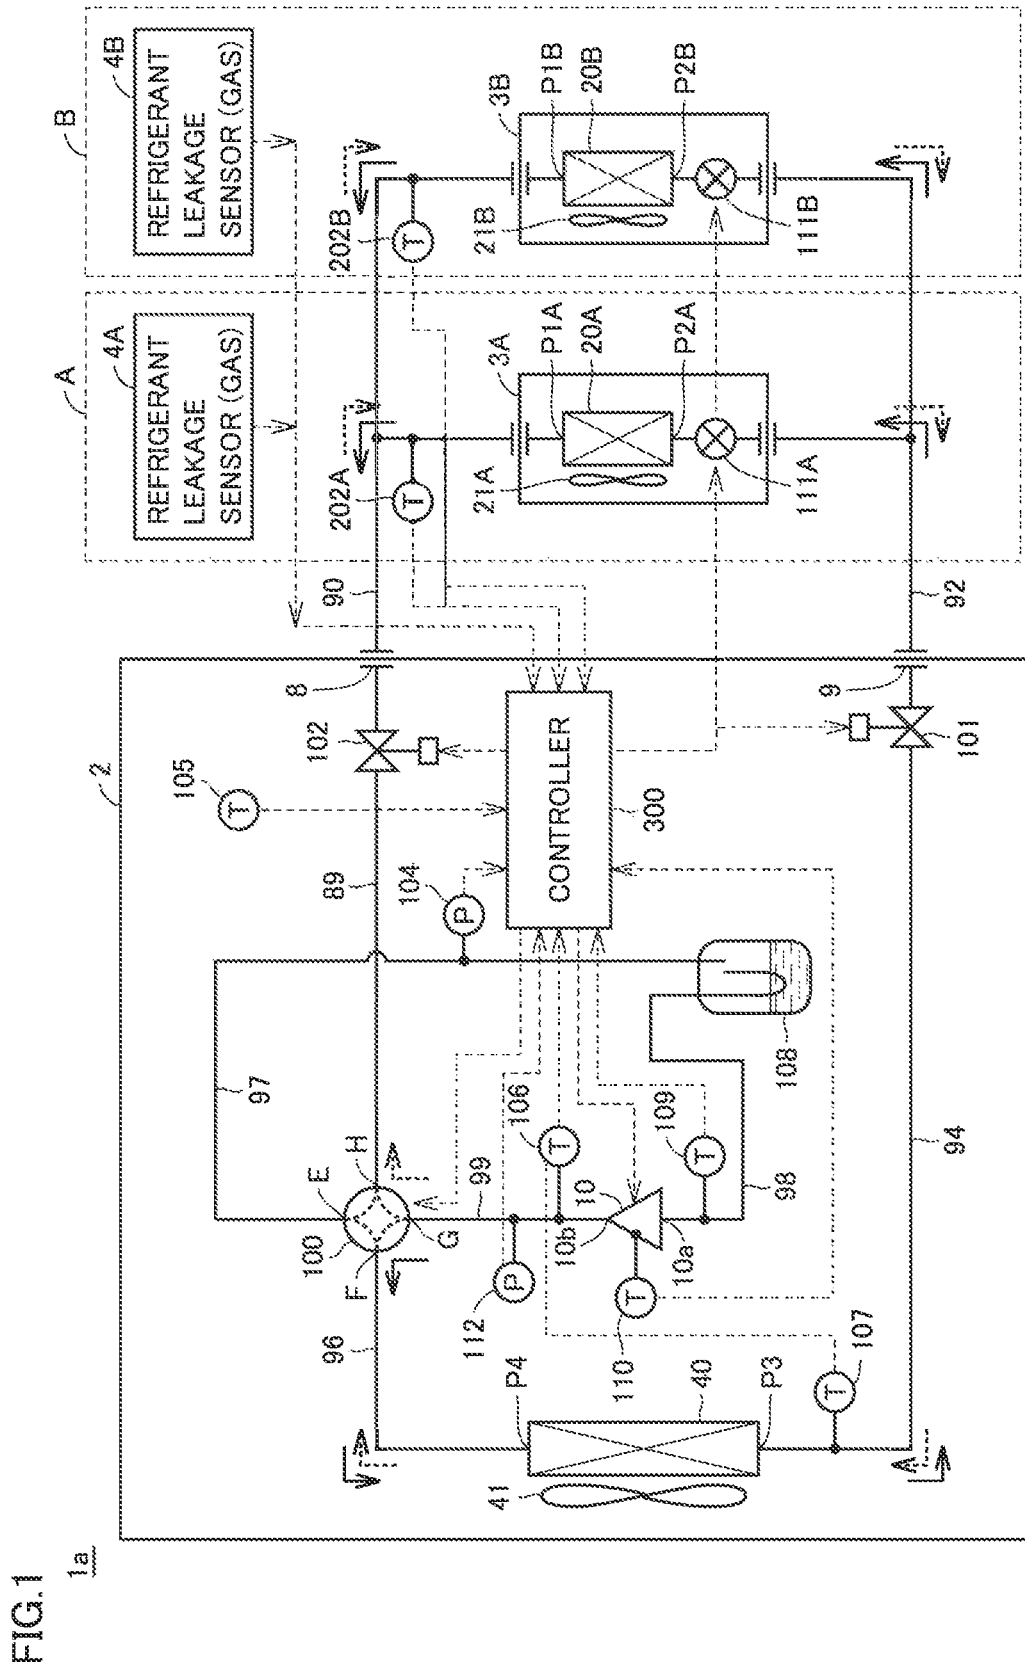 FIG.1
1a
2
B
4B
REFRIGERANT
LEAKAGE
SENSOR (GAS)
A
4A
REFRIGERANT
LEAKAGE
SENSOR (GAS)
97
105
T
E
100
H
F
G
96
89
102
8
90
202A
T
202B
T
99
112
P
106
T
104
P
P4
41
40
P3
10b
10
10a
110
T
109
T
98
108
CONTROLLER
300
3A
P1A
20A
21A
P2A
111A
3B
P1B
20B
21B
P2B
111B
107
T
94
101
9
92